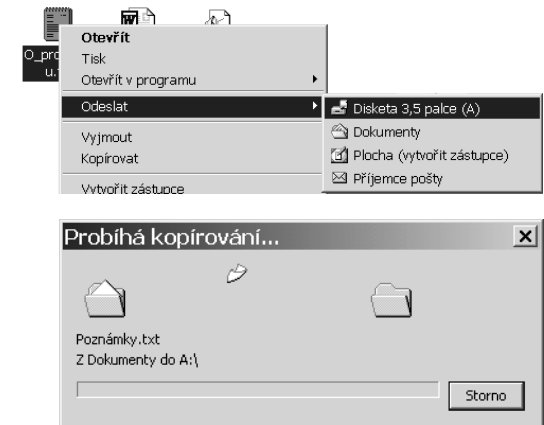 O_pro
u.
Otevřít
Tisk
Otevřít v programu
Odeslat
Vyjmout
Kopírovat
Vytvořit zástupce
Disketa 3,5 palce (A)
Dokumenty
Plocha (vytvořit zástupce)
Příjemce pošty
Probíhá kopírování...
Poznámky.txt
Z Dokumenty do A:\
Storno